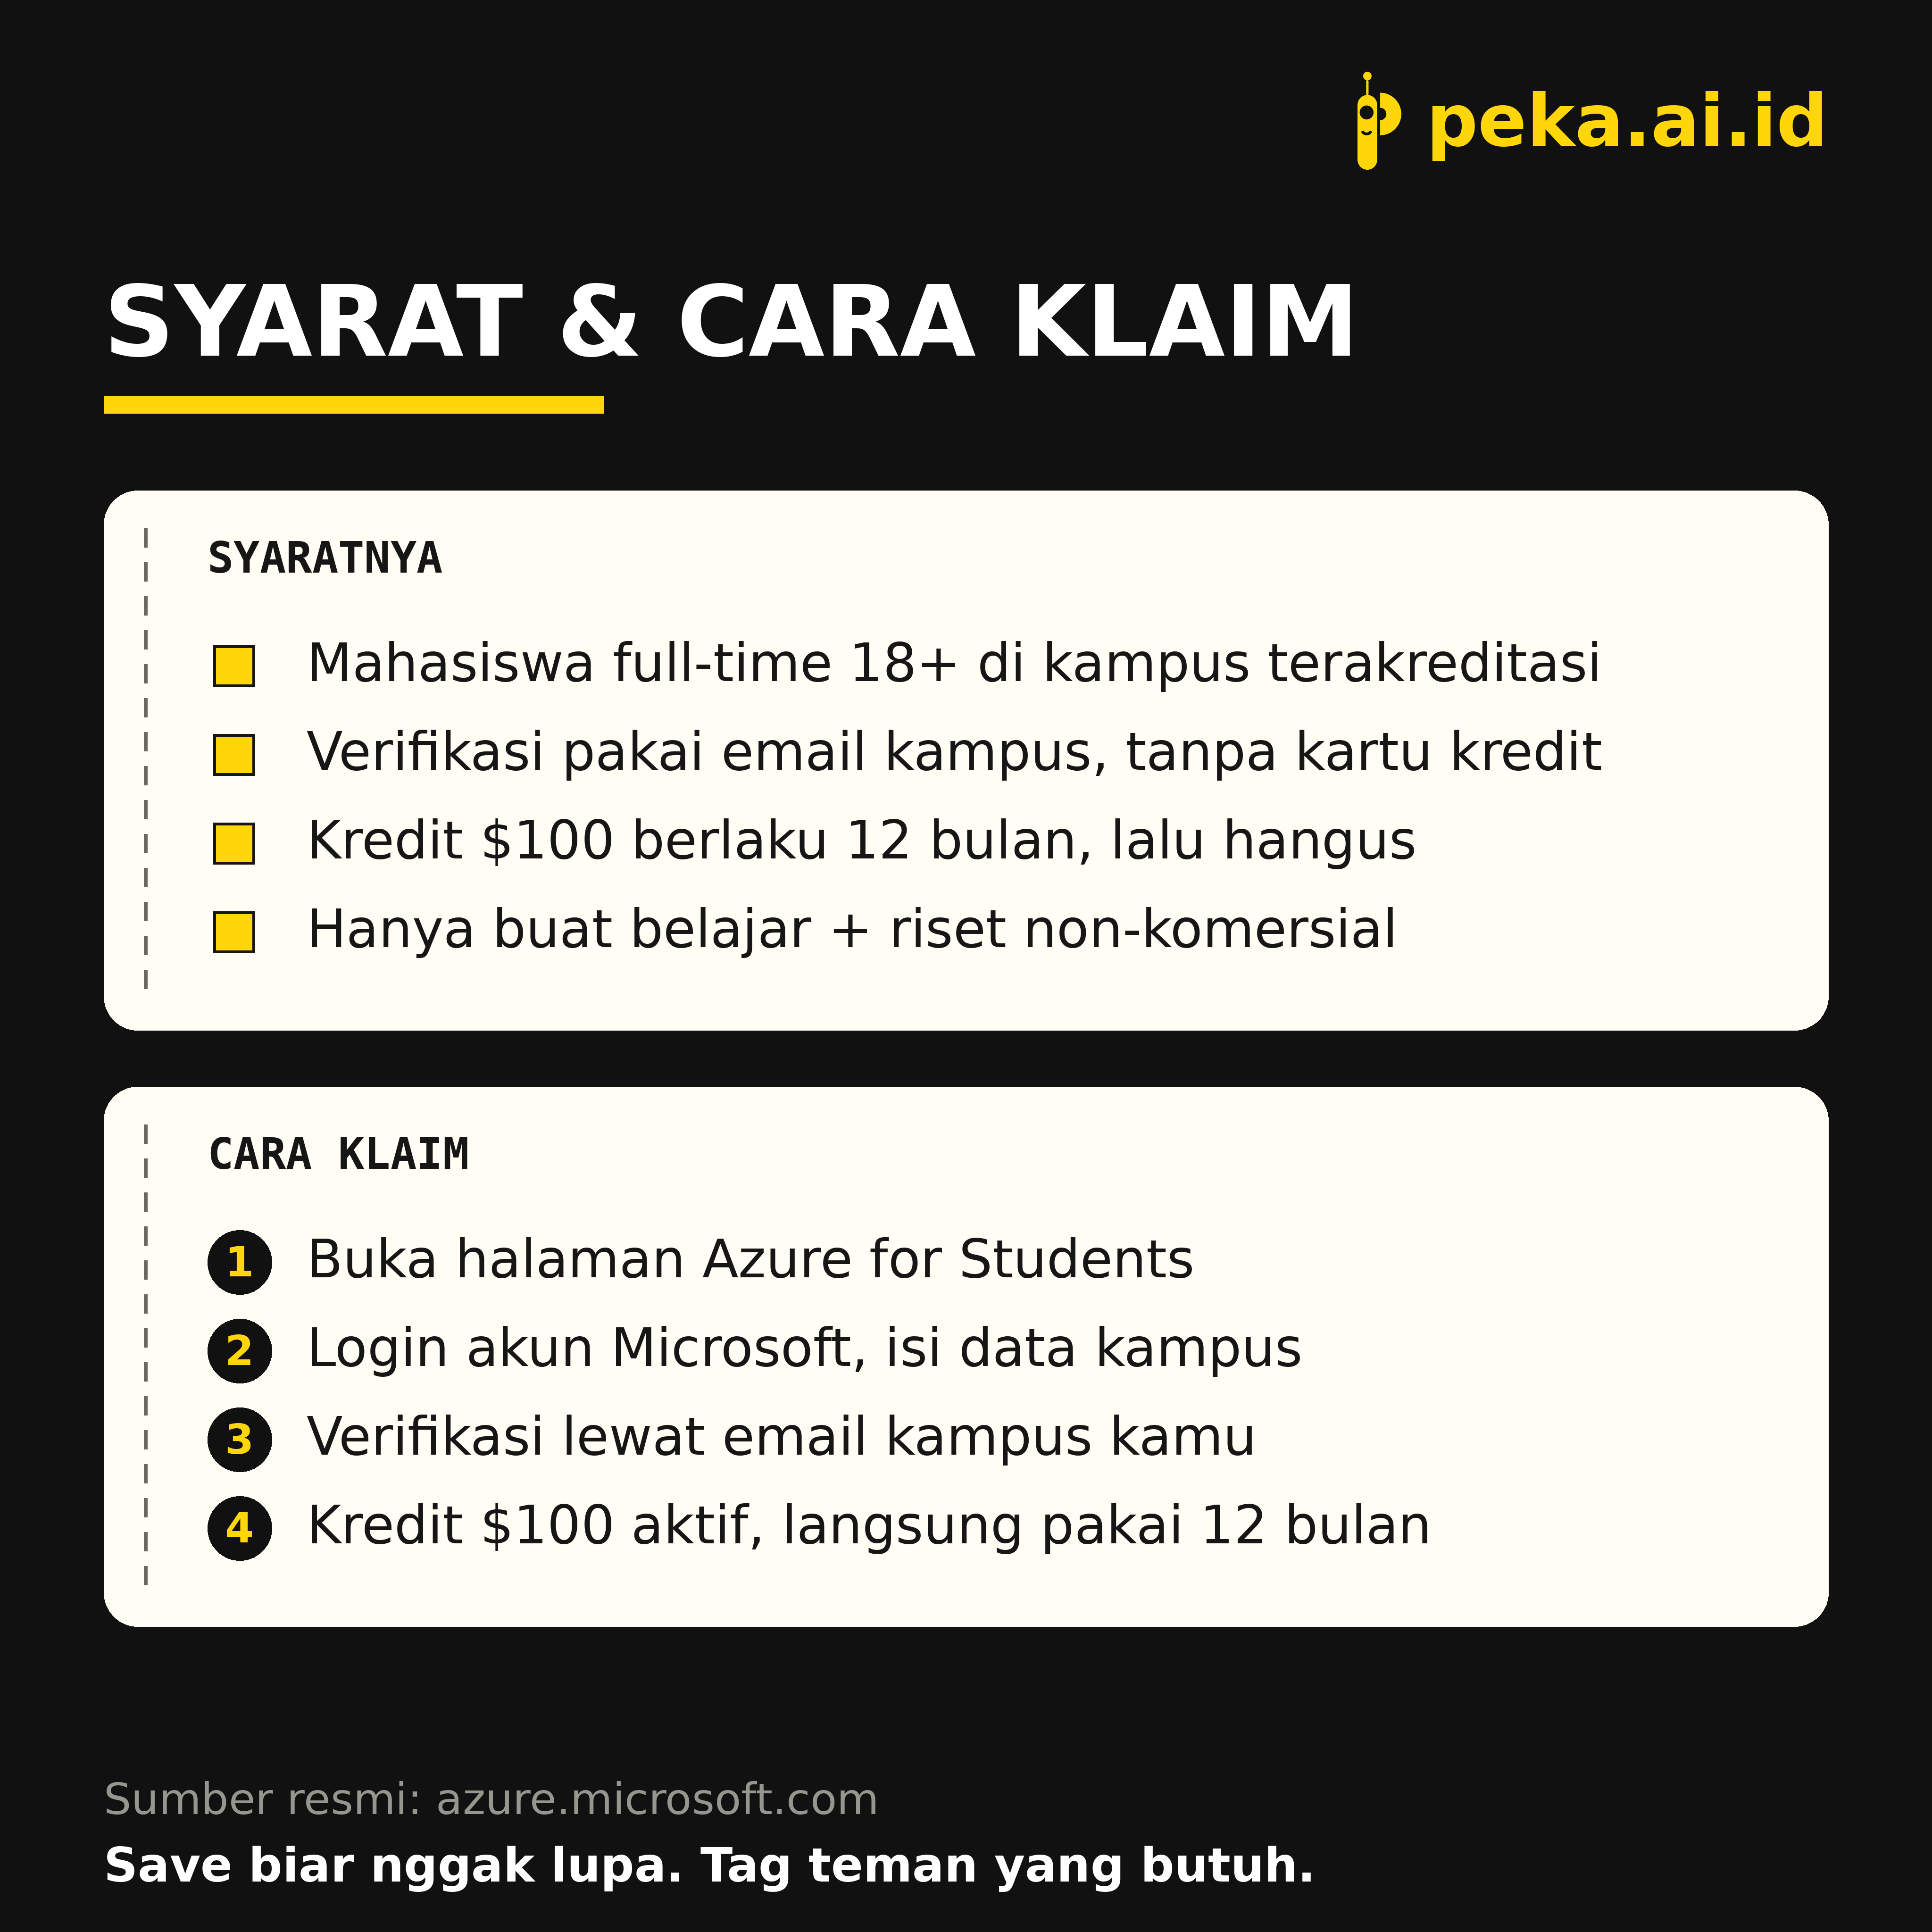 peka.ai.id
SYARAT & CARA KLAIM
SYARATNYA
Mahasiswa full-time 18+ di kampus terakreditasi
Verifikasi pakai email kampus, tanpa kartu kredit
Kredit $100 berlaku 12 bulan, lalu hangus
Hanya buat belajar + riset non-komersial
CARA KLAIM
1 Buka halaman Azure for Students
2 Login akun Microsoft, isi data kampus
3 Verifikasi lewat email kampus kamu
4 Kredit $100 aktif, langsung pakai 12 bulan
Sumber resmi: azure.microsoft.com
Save biar nggak lupa. Tag teman yang butuh.